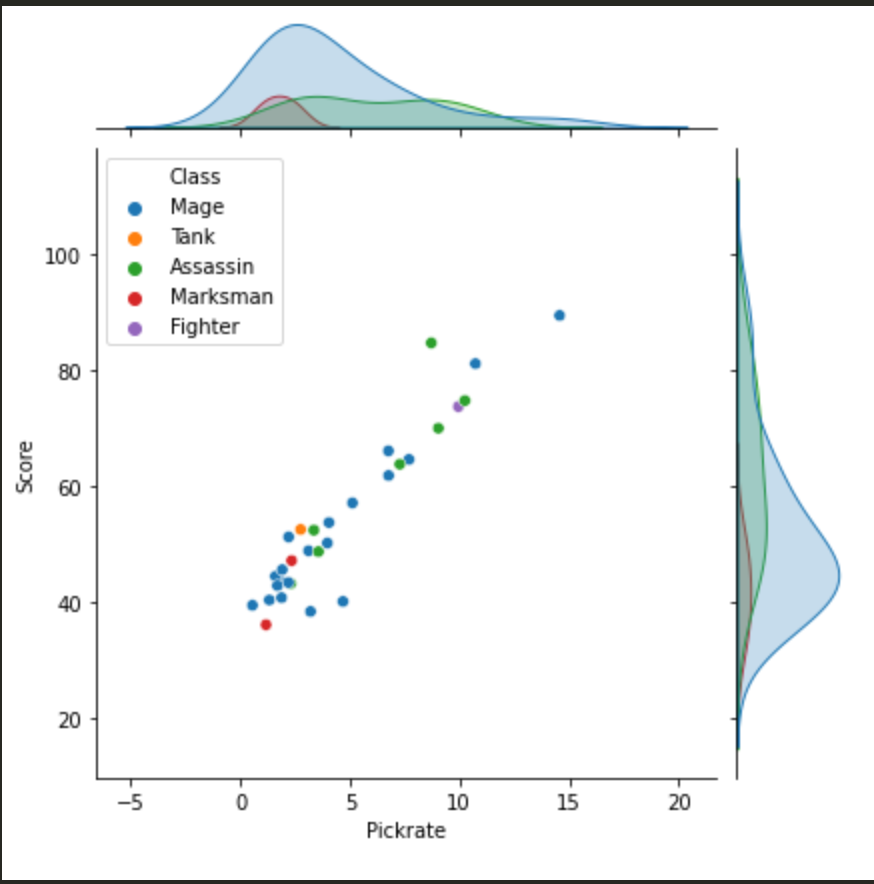 Class
Mage
Tank
Assassin
Marksman
Fighter
100
80
60
40
20
Score
−5 0 5 10 15 20
Pickrate